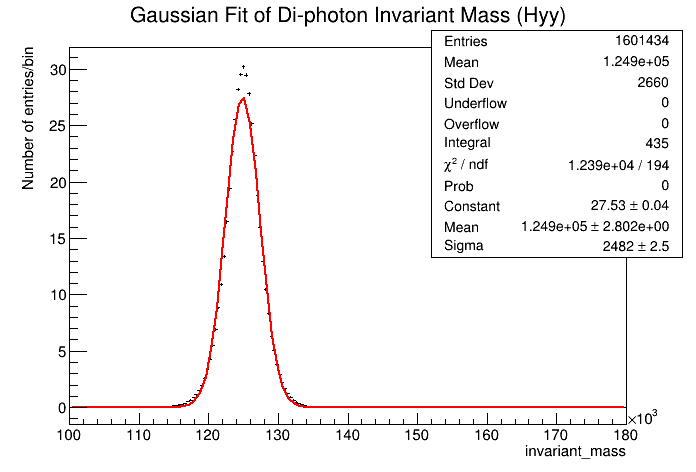 Gaussian Fit of Di-photon Invariant Mass (Hyy)
Entries 1601434
Mean 1.249e+05
Std Dev 2660
Underflow 0
Overflow 0
Integral 435
χ² / ndf 1.239e+04 / 194
Prob 0
Constant 27.53 ± 0.04
Mean 1.249e+05 ± 2.802e+00
Sigma 2482 ± 2.5
Number of entries/bin
30
25
20
15
10
5
0
100 110 120 130 140 150 160 170 180
×10³
invariant_mass